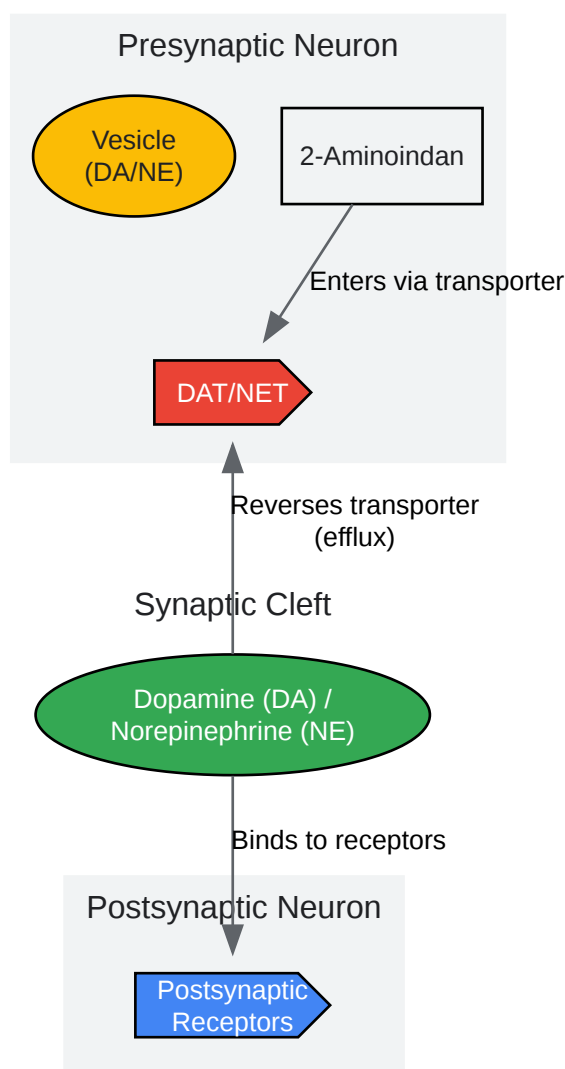 Presynaptic Neuron
Vesicle
(DA/NE)
2-Aminoindan
Enters via transporter
DAT/NET
Reverses transporter
(efflux)
Synaptic Cleft
Dopamine (DA) /
Norepinephrine (NE)
Binds to receptors
Postsynaptic Neuron
Postsynaptic
Receptors